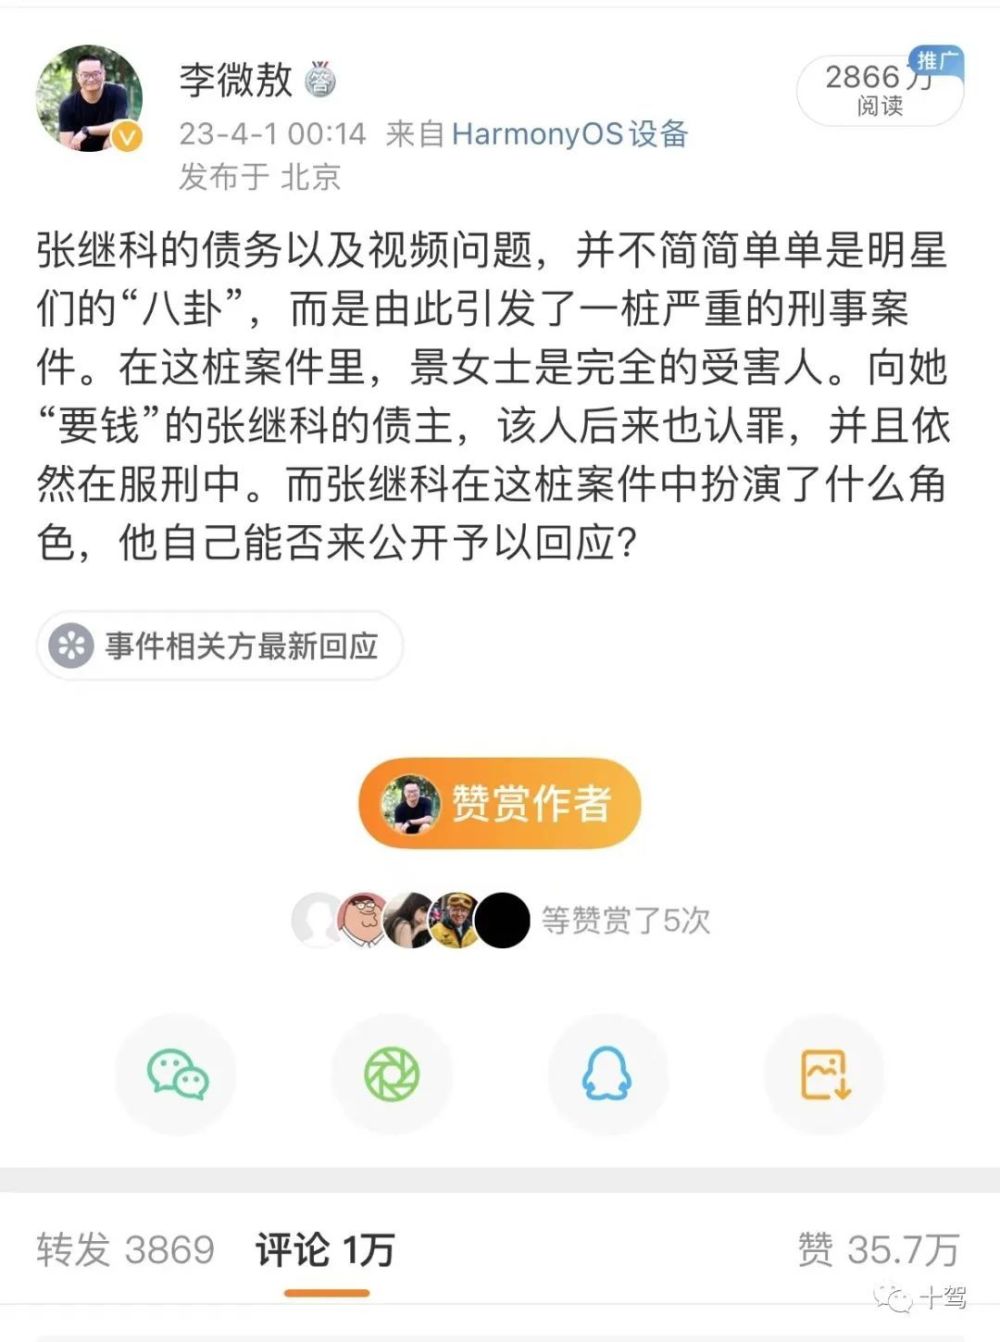 李微敖
答
推广
2866万
阅读
23-4-1 00:14 来自 HarmonyOS设备
发布于 北京
张继科的债务以及视频问题，并不简简单单是明星
们的“八卦”，而是由此引发了一桩严重的刑事案
件。在这桩案件里，景女士是完全的受害人。向她
“要钱”的张继科的债主，该人后来也认罪，并且依
然在服刑中。而张继科在这桩案件中扮演了什么角
色，他自己能否来公开予以回应？
事件相关方最新回应
赞赏作者
等赞赏了5次
转发 3869 评论 1万 赞 35.7万
十驾